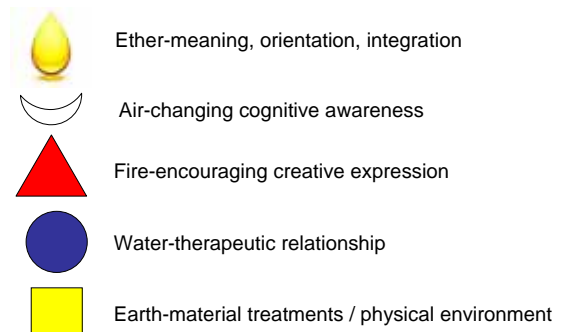 Ether-meaning, orientation, integration
Air-changing cognitive awareness
Fire-encouraging creative expression
Water-therapeutic relationship
Earth-material treatments / physical environment